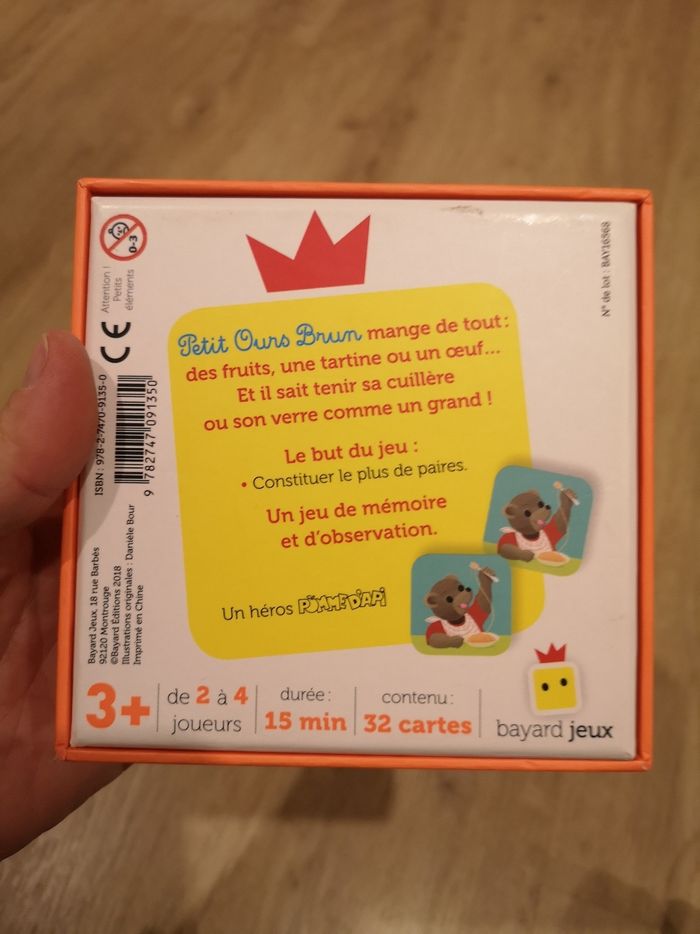 0-3
Attention !
Petits
éléments
CE
ISBN : 978-2-7470-9135-0
9 782747 091350
Bayard Jeux, 18 rue Barbès
92120 Montrouge
©Bayard Éditions 2018
Illustrations originales : Danièle Bour
Imprimé en Chine
N° de lot : BAY16568
Petit Ours Brun mange de tout :
des fruits, une tartine ou un œuf...
Et il sait tenir sa cuillère
ou son verre comme un grand !
Le but du jeu :
• Constituer le plus de paires.
Un jeu de mémoire
et d'observation.
Un héros POMME D'API
3+
de 2 à 4
joueurs
durée :
15 min
contenu :
32 cartes
bayard jeux